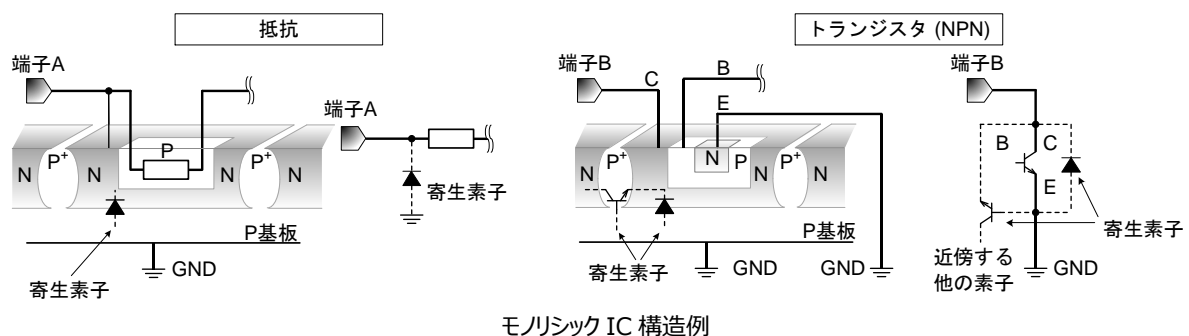 抵抗
トランジスタ (NPN)
端子A
端子A
N
P+
N
P
N
P+
N
寄生素子
P基板
GND
寄生素子
端子B
C
B
E
N
P+
N
N
P
N
P+
N
P基板
寄生素子
GND
GND
端子B
B
C
E
寄生素子
近傍する
他の素子
GND
モノリシック IC 構造例